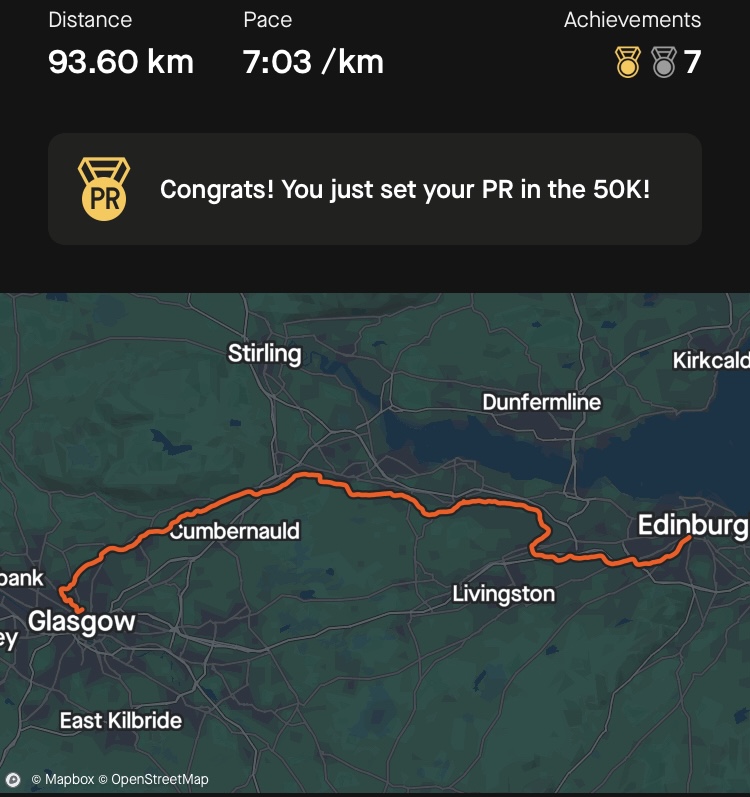 Distance Pace Achievements
93.60 km 7:03 /km 7
PR Congrats! You just set your PR in the 50K!
Stirling
Kirkcald
Dunfermline
Edinburg
Cumbernauld
bank
Livingston
Glasgow
ey
East Kilbride
© Mapbox © OpenStreetMap